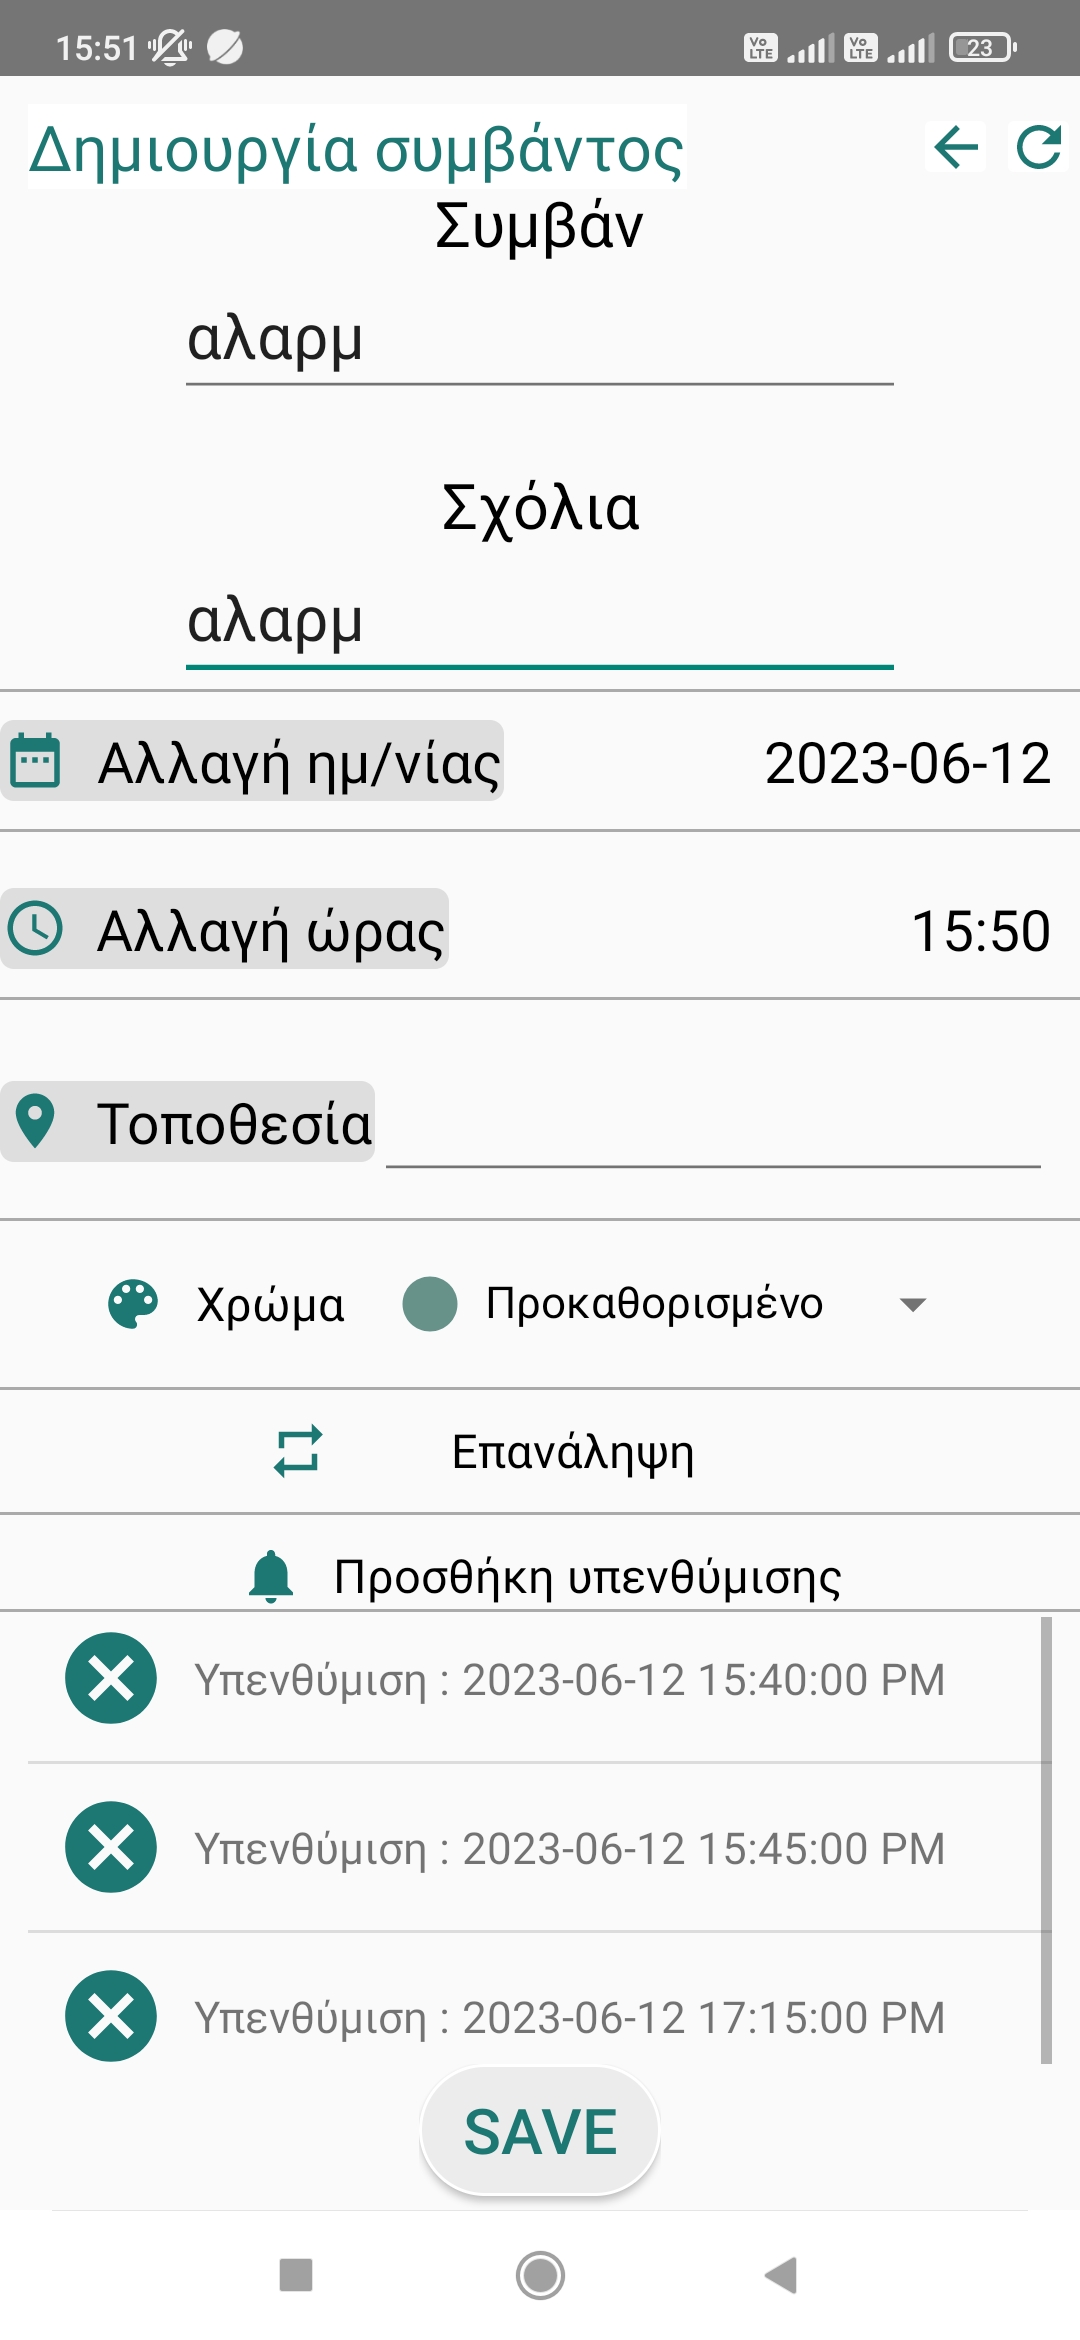 15:51 Vo LTE Vo LTE 23
Δημιουργία συμβάντος
Συμβάν
αλαρμ
Σχόλια
αλαρμ
Αλλαγή ημ/νίας 2023-06-12
Αλλαγή ώρας 15:50
Τοποθεσία
Χρώμα Προκαθορισμένο
Επανάληψη
Προσθήκη υπενθύμισης
Υπενθύμιση : 2023-06-12 15:40:00 PM
Υπενθύμιση : 2023-06-12 15:45:00 PM
Υπενθύμιση : 2023-06-12 17:15:00 PM
SAVE